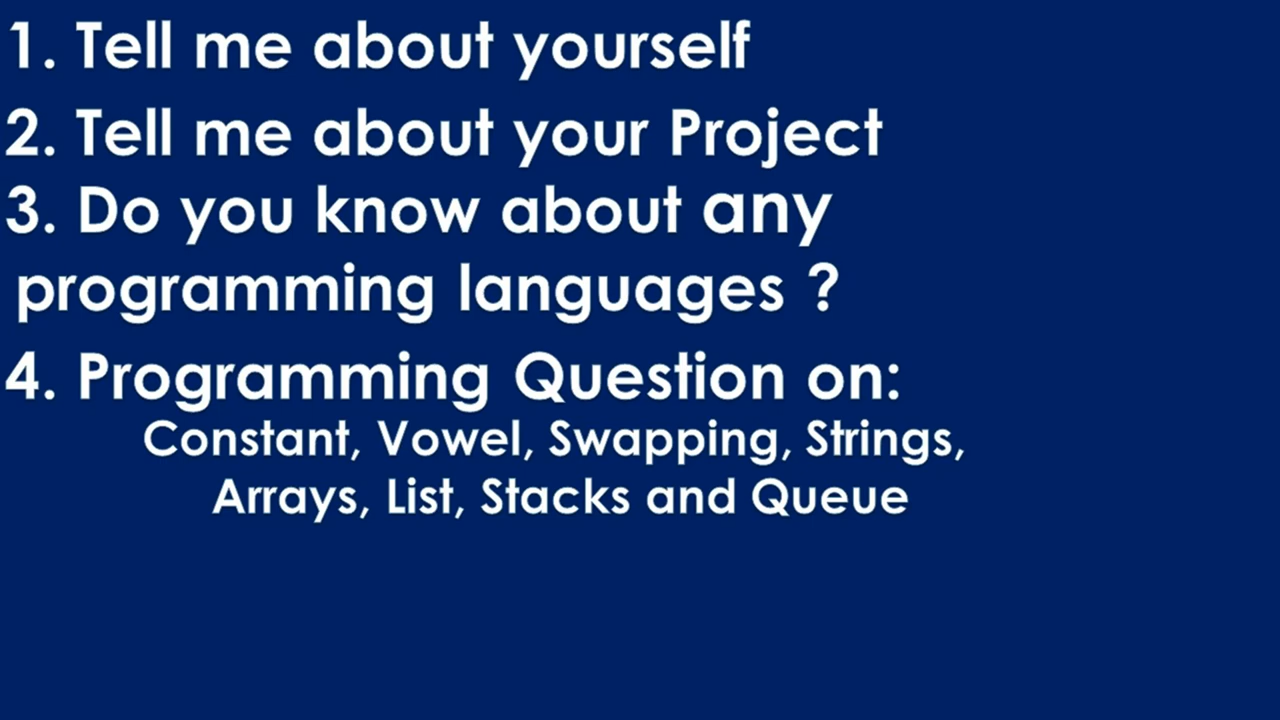 1. Tell me about yourself
2. Tell me about your Project
3. Do you know about any
programming languages ?
4. Programming Question on:
Constant, Vowel, Swapping, Strings,
Arrays, List, Stacks and Queue